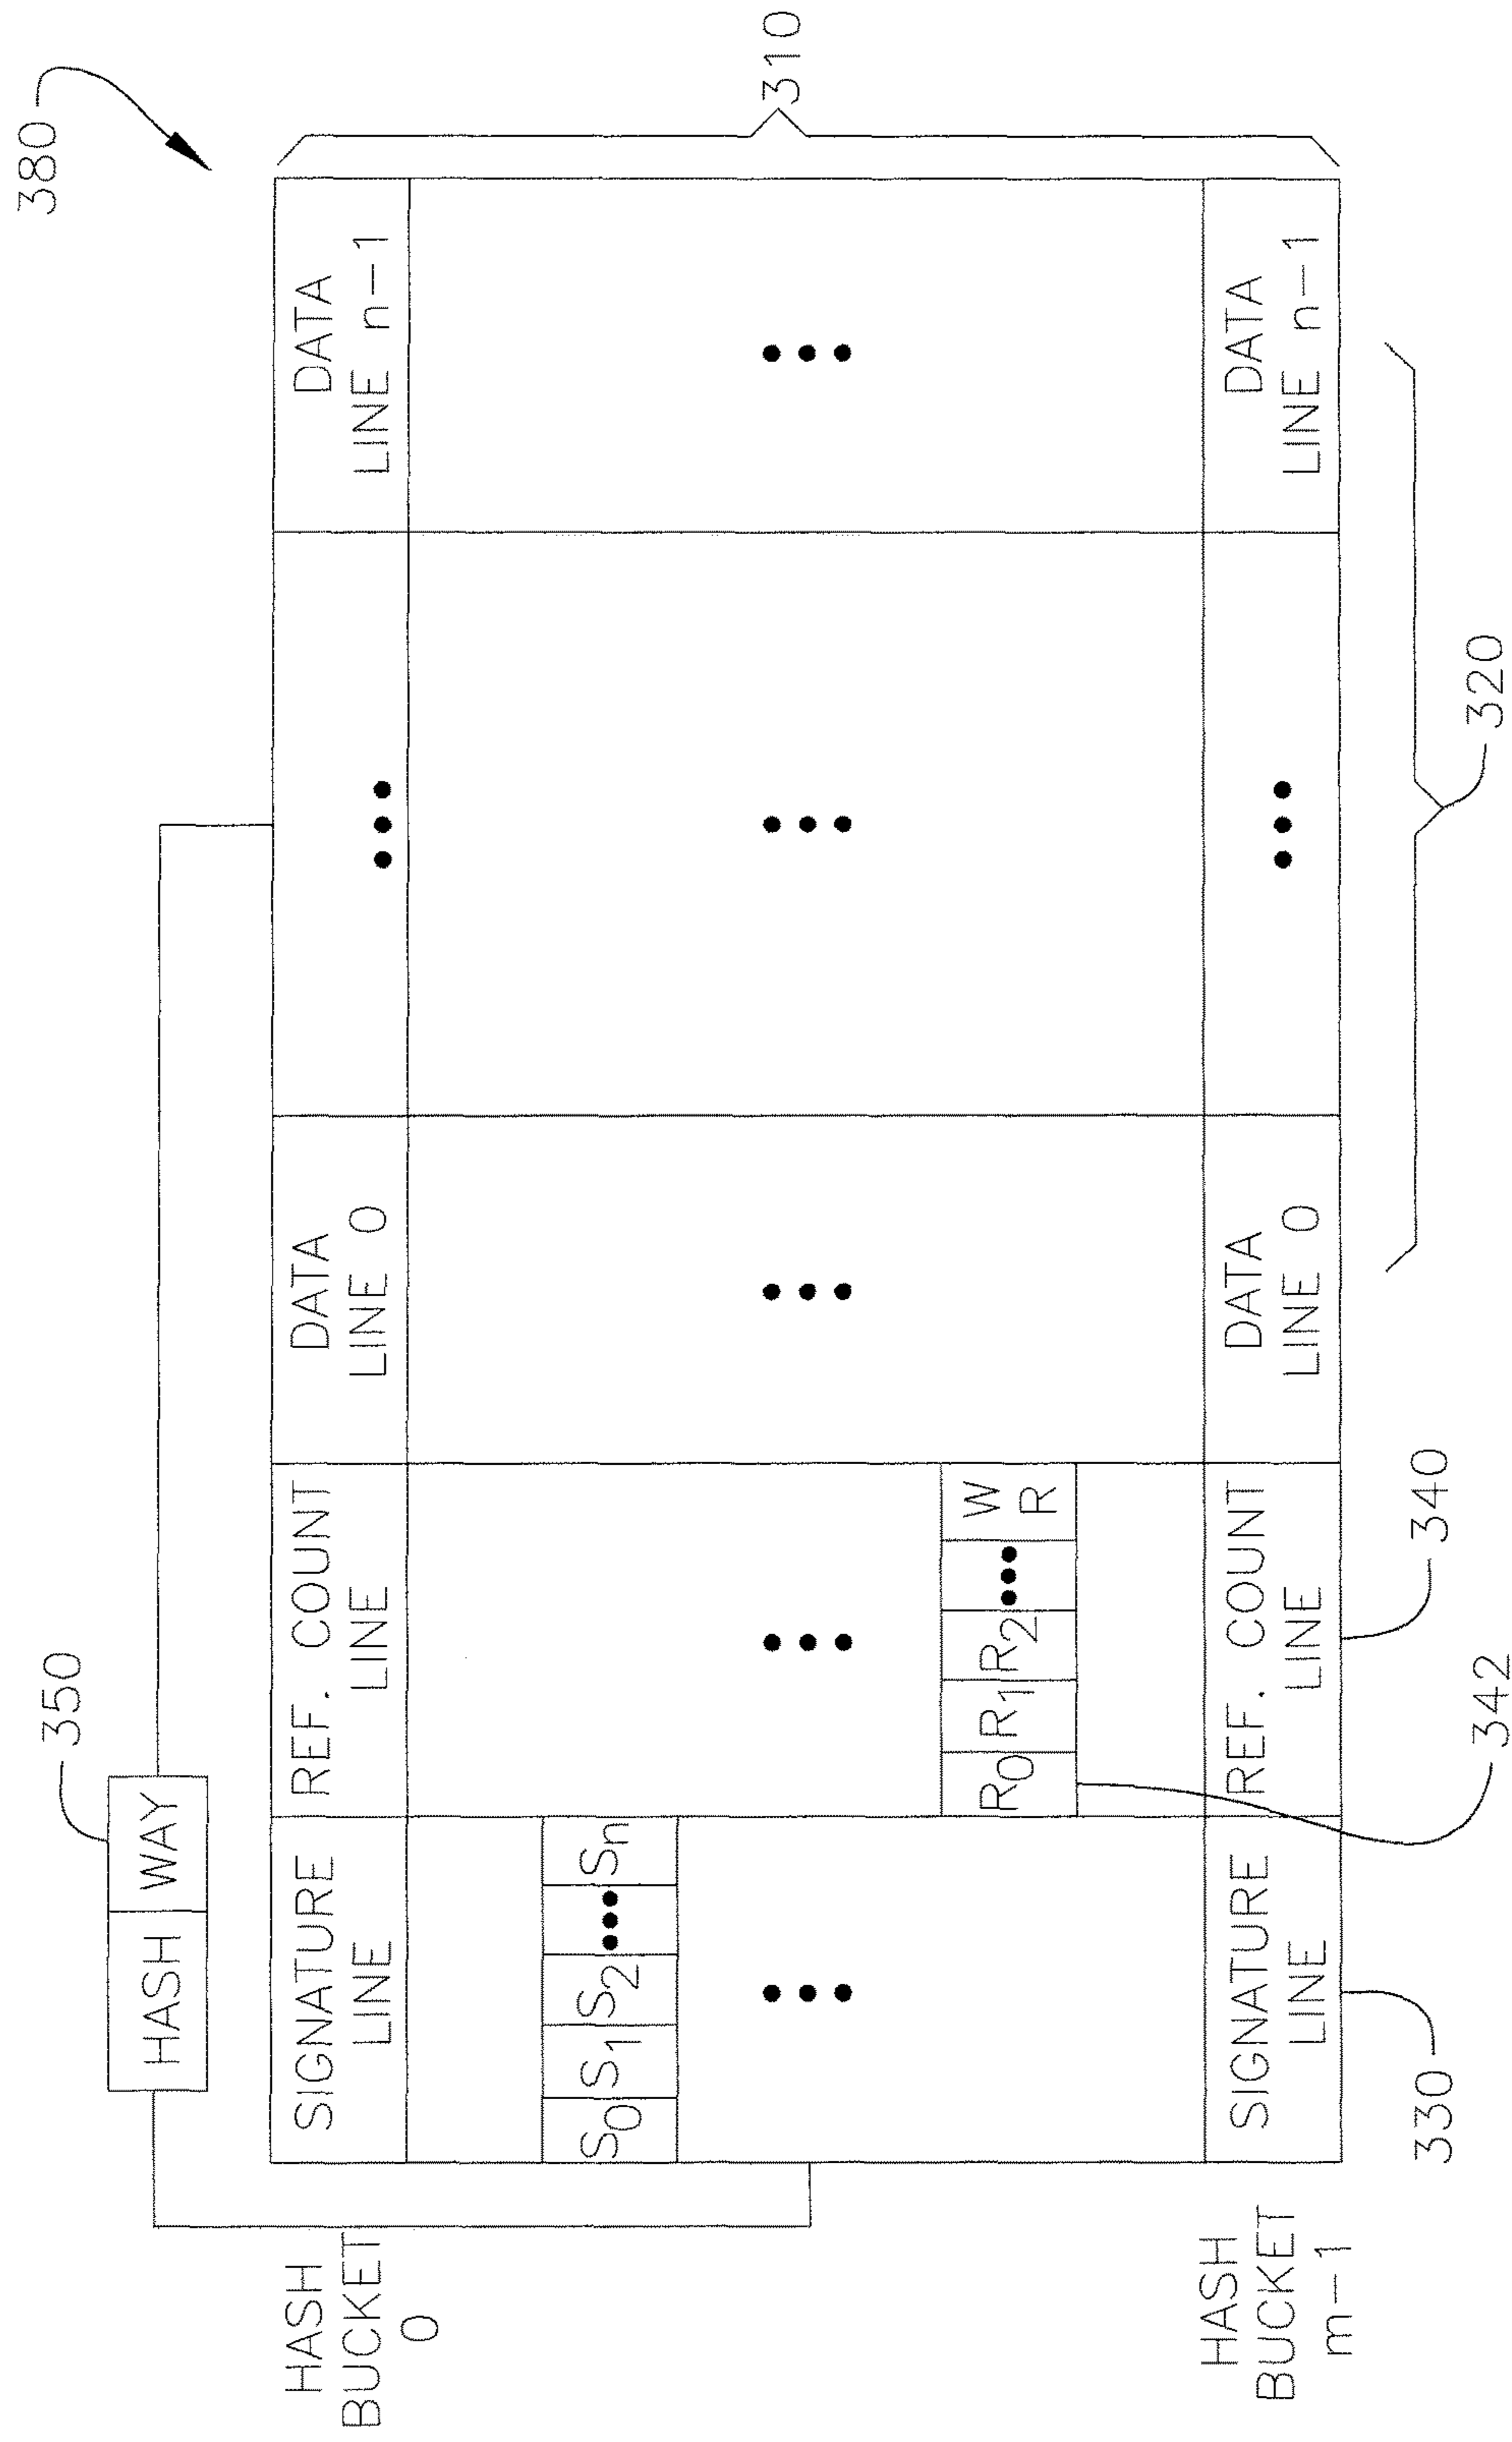 380
350
HASH WAY
HASH
BUCKET
0
SIGNATURE
LINE
REF. COUNT
LINE
DATA
LINE 0
DATA
LINE n-1
310
S0 S1 S2 Sn
R0 R1 R2 W
R
HASH
BUCKET
m-1
SIGNATURE
LINE
REF. COUNT
LINE
DATA
LINE 0
DATA
LINE n-1
330
342
340
320